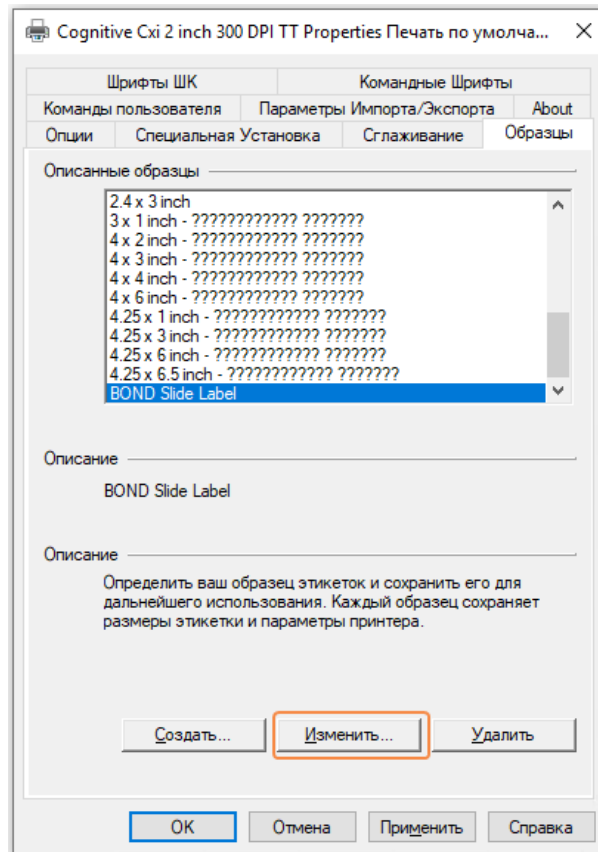 Cognitive Cxi 2 inch 300 DPI TT Properties Печать по умолча...
Шрифты ШК Командные Шрифты
Команды пользователя Параметры Импорта/Экспорта About
Опции Специальная Установка Сглаживание Образцы
Описанные образцы
2.4 x 3 inch
3 x 1 inch - ???????????? ???????
4 x 2 inch - ???????????? ???????
4 x 3 inch - ???????????? ???????
4 x 4 inch - ???????????? ???????
4 x 6 inch - ???????????? ???????
4.25 x 1 inch - ???????????? ???????
4.25 x 3 inch - ???????????? ???????
4.25 x 6 inch - ???????????? ???????
4.25 x 6.5 inch - ???????????? ???????
BOND Slide Label
Описание
BOND Slide Label
Описание
Определить ваш образец этикеток и сохранить его для
дальнейшего использования. Каждый образец сохраняет
размеры этикетки и параметры принтера.
Создать... Изменить... Удалить
OK Отмена Применить Справка